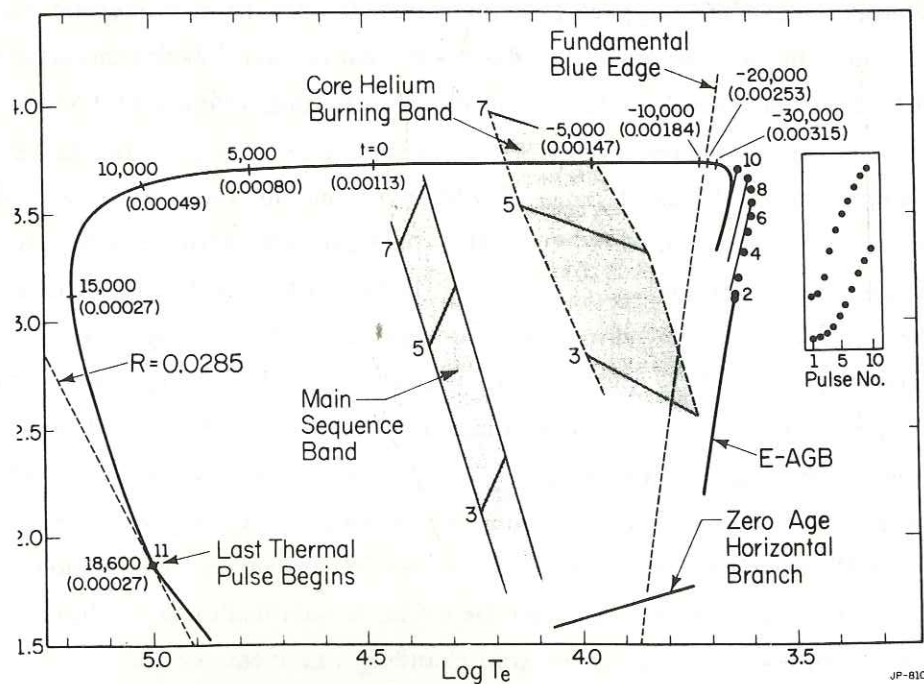 Fundamental
Blue Edge
-20,000
(0.00253)
-10,000
(0.00184)
-30,000
(0.00315)
Core Helium
Burning Band
7
-5,000
(0.00147)
t=0
(0.00113)
5,000
(0.00080)
10,000
(0.00049)
10
8
6
4
2
4.0
3.5
3.0
2.5
2.0
1.5
7
5
5
3
3
15,000
(0.00027)
R=0.0285
Main
Sequence
Band
1 5 10
Pulse No.
E-AGB
Zero Age
Horizontal
Branch
11
18,600
(0.00027)
Last Thermal
Pulse Begins
5.0 4.5 4.0 3.5
Log Te